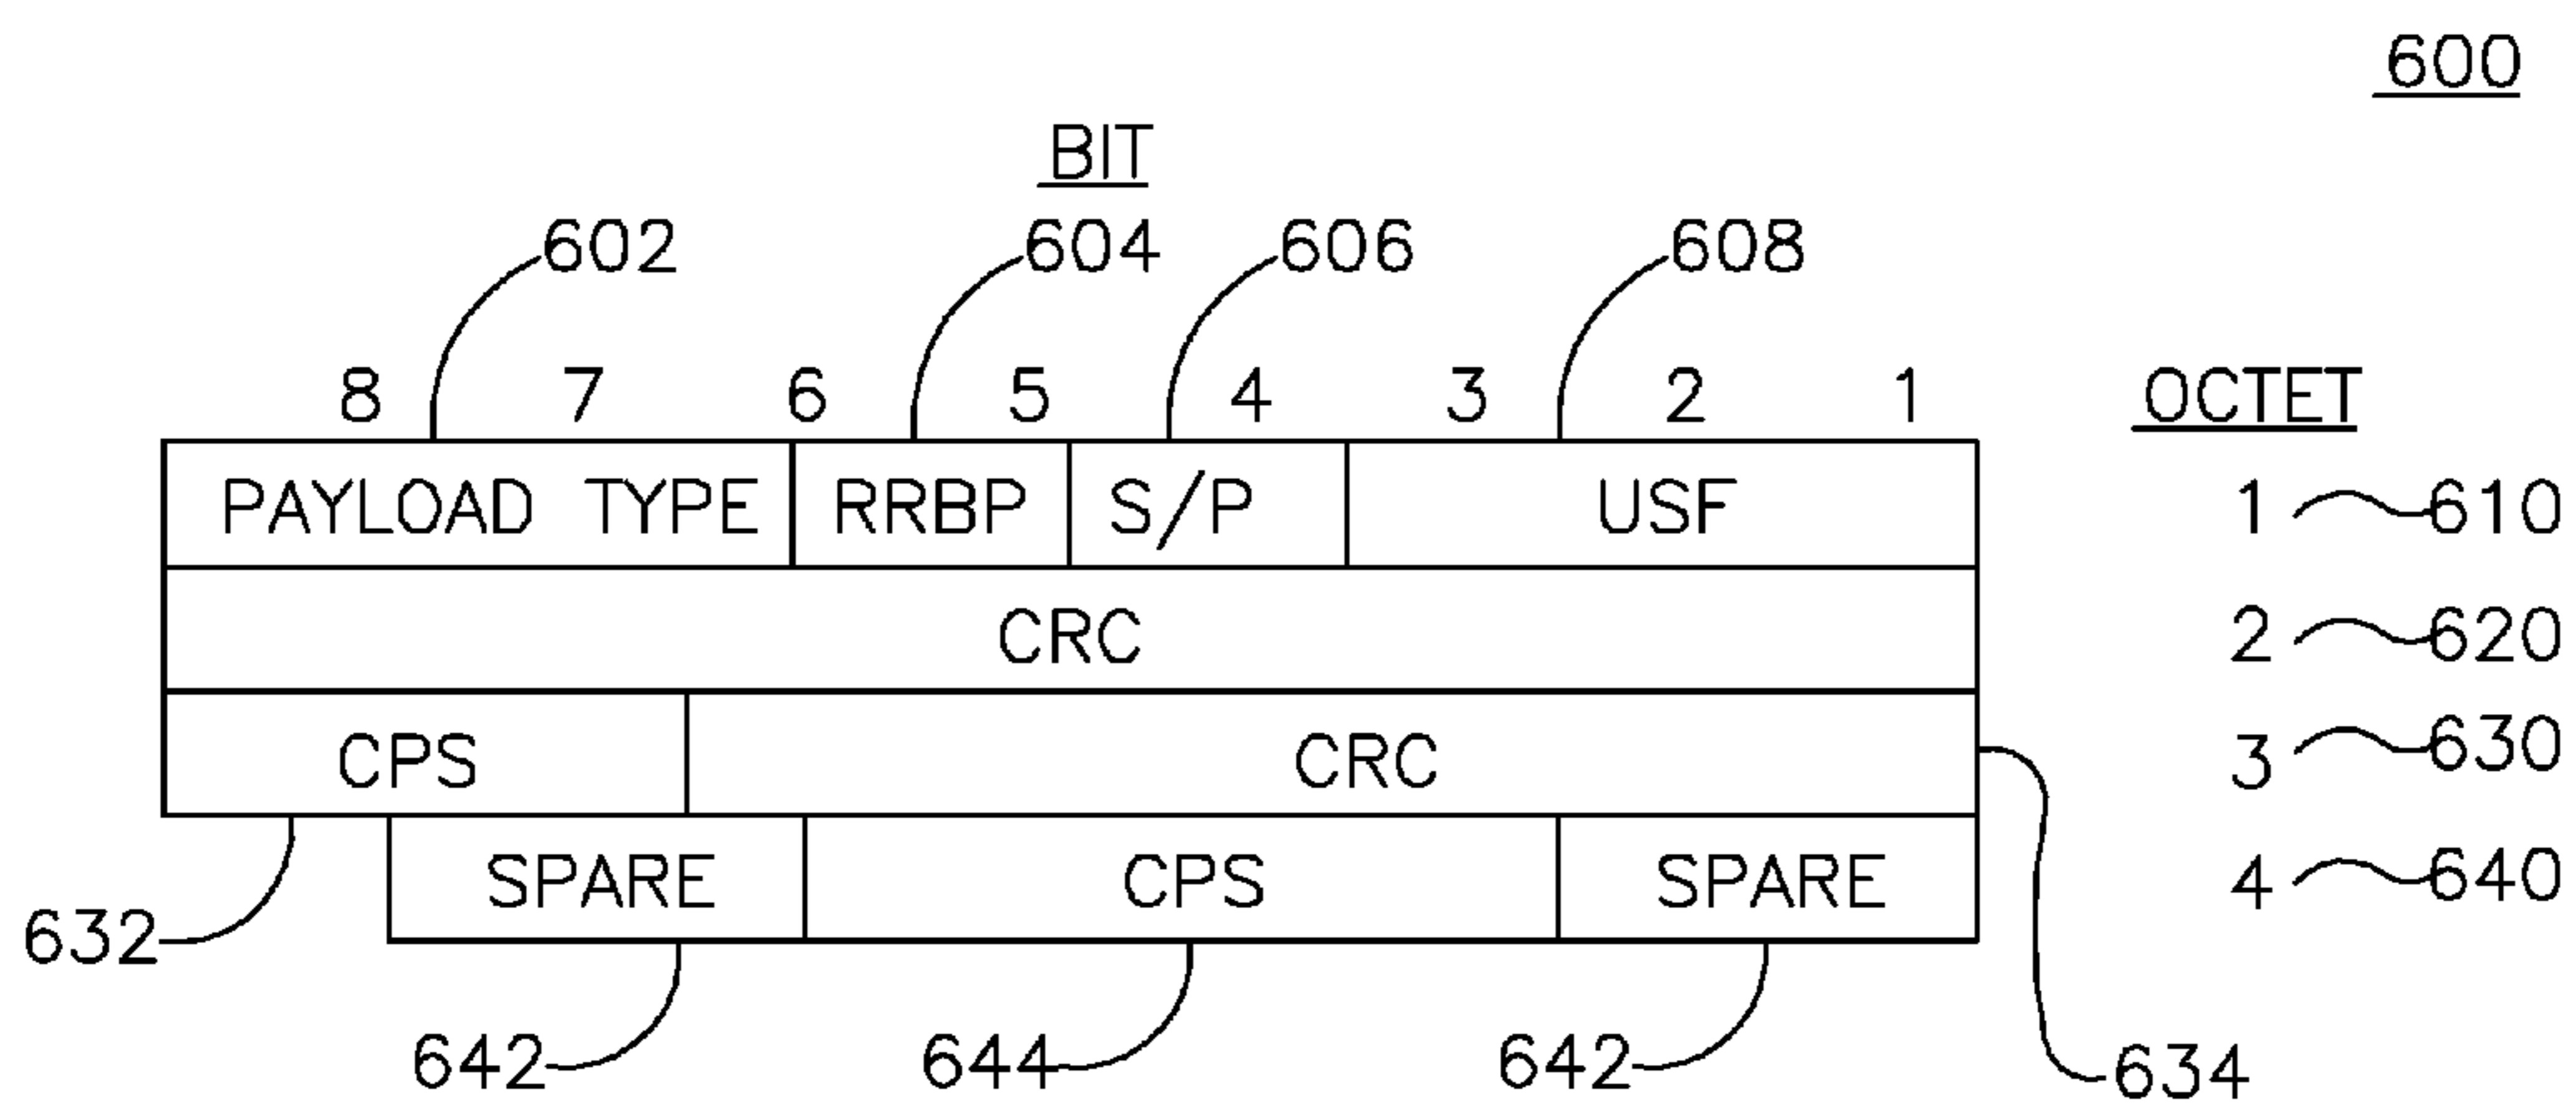 600
BIT
602 604 606 608
8 7 6 5 4 3 2 1 OCTET
PAYLOAD TYPE RRBP S/P USF 1 610
CRC 2 620
CPS CRC 3 630
SPARE CPS SPARE 4 640
632
642 644 642 634